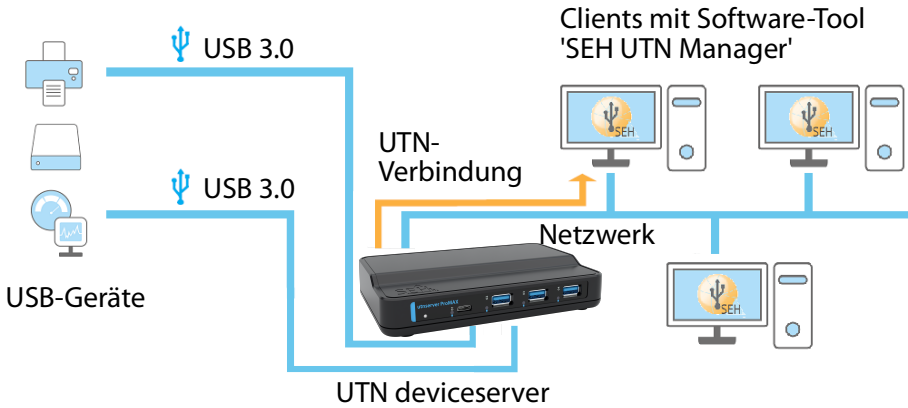 Clients mit Software-Tool
'SEH UTN Manager'
USB 3.0
SEH
SEH
UTN-
Verbindung
USB 3.0
Netzwerk
USB-Geräte
utnserver ProMAX
SEH
UTN deviceserver